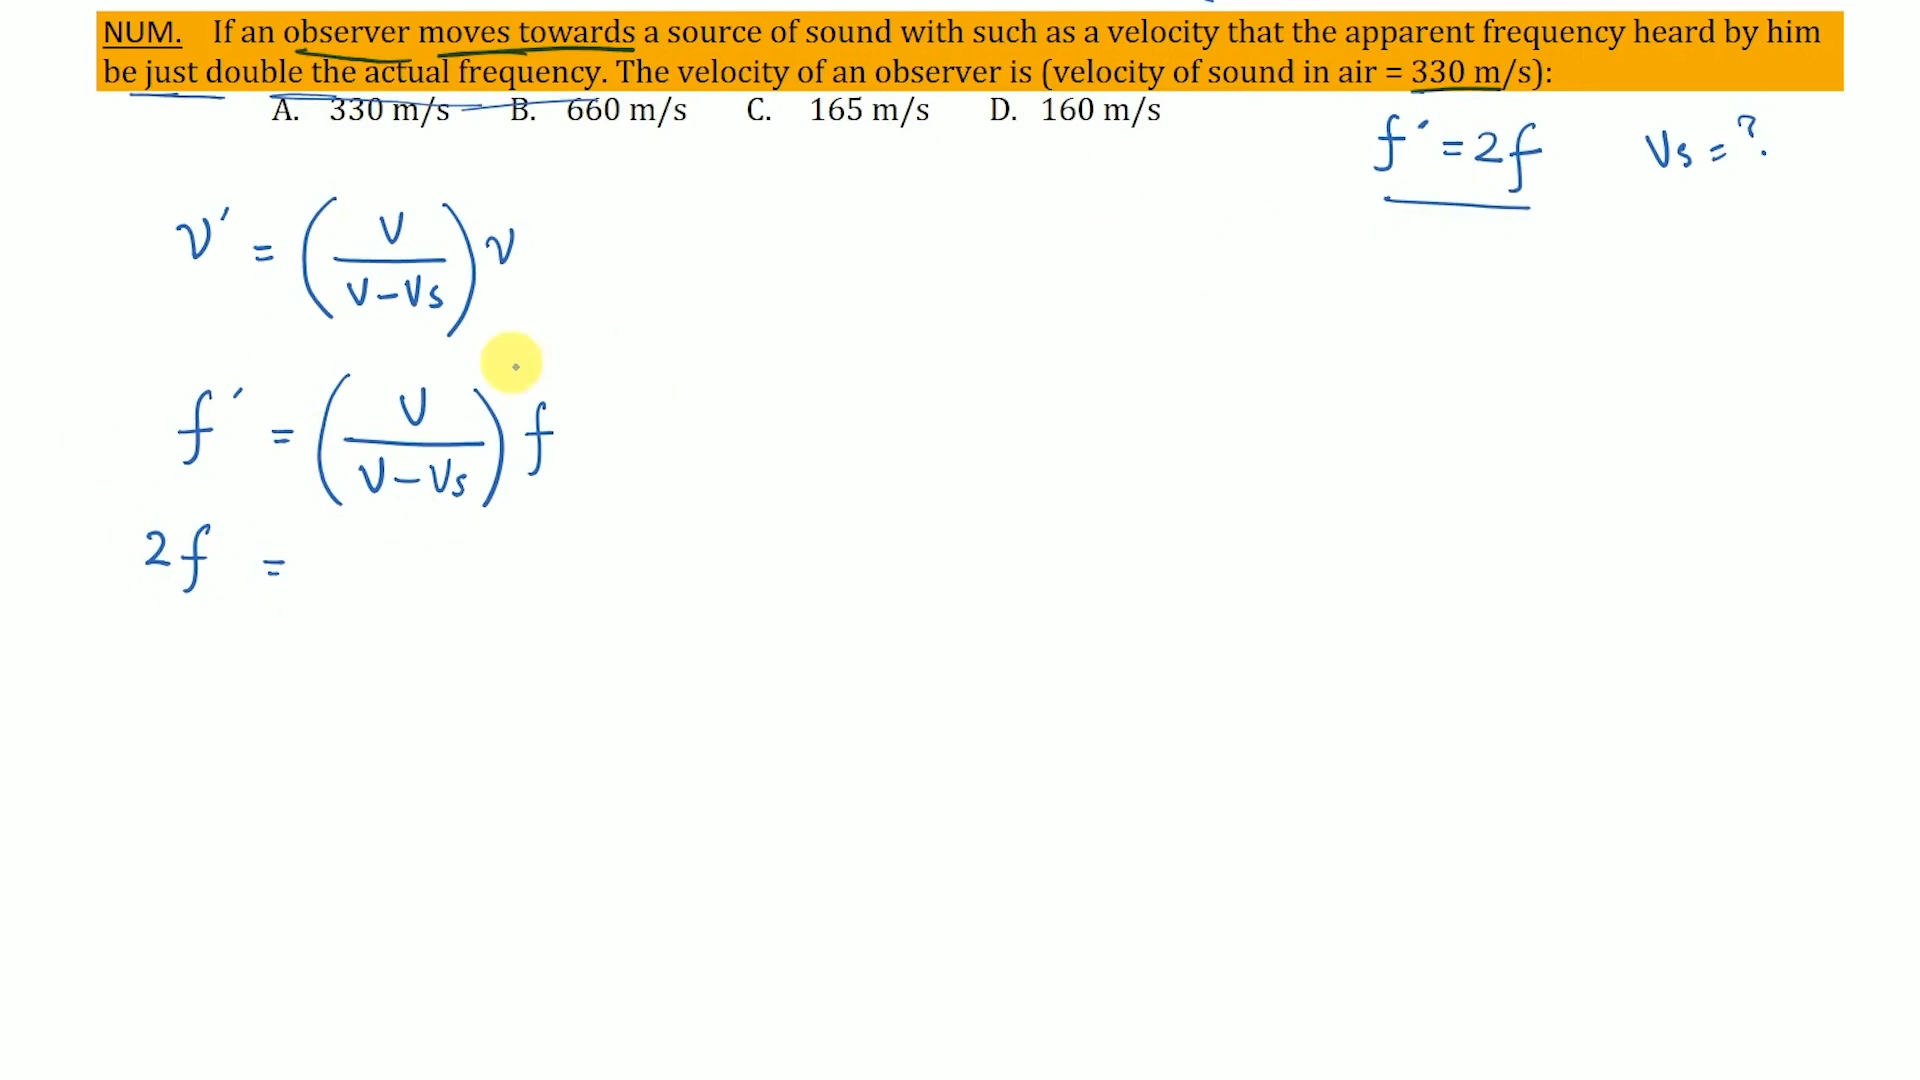 NUM. If an observer moves towards a source of sound with such as a velocity that the apparent frequency heard by him
be just double the actual frequency. The velocity of an observer is (velocity of sound in air = 330 m/s):
A. 330 m/s B. 660 m/s C. 165 m/s D. 160 m/s
f′ = 2f Vs = ?
ν′ = (V / V−Vs) ν
f′ = (V / V−Vs) f
2f =